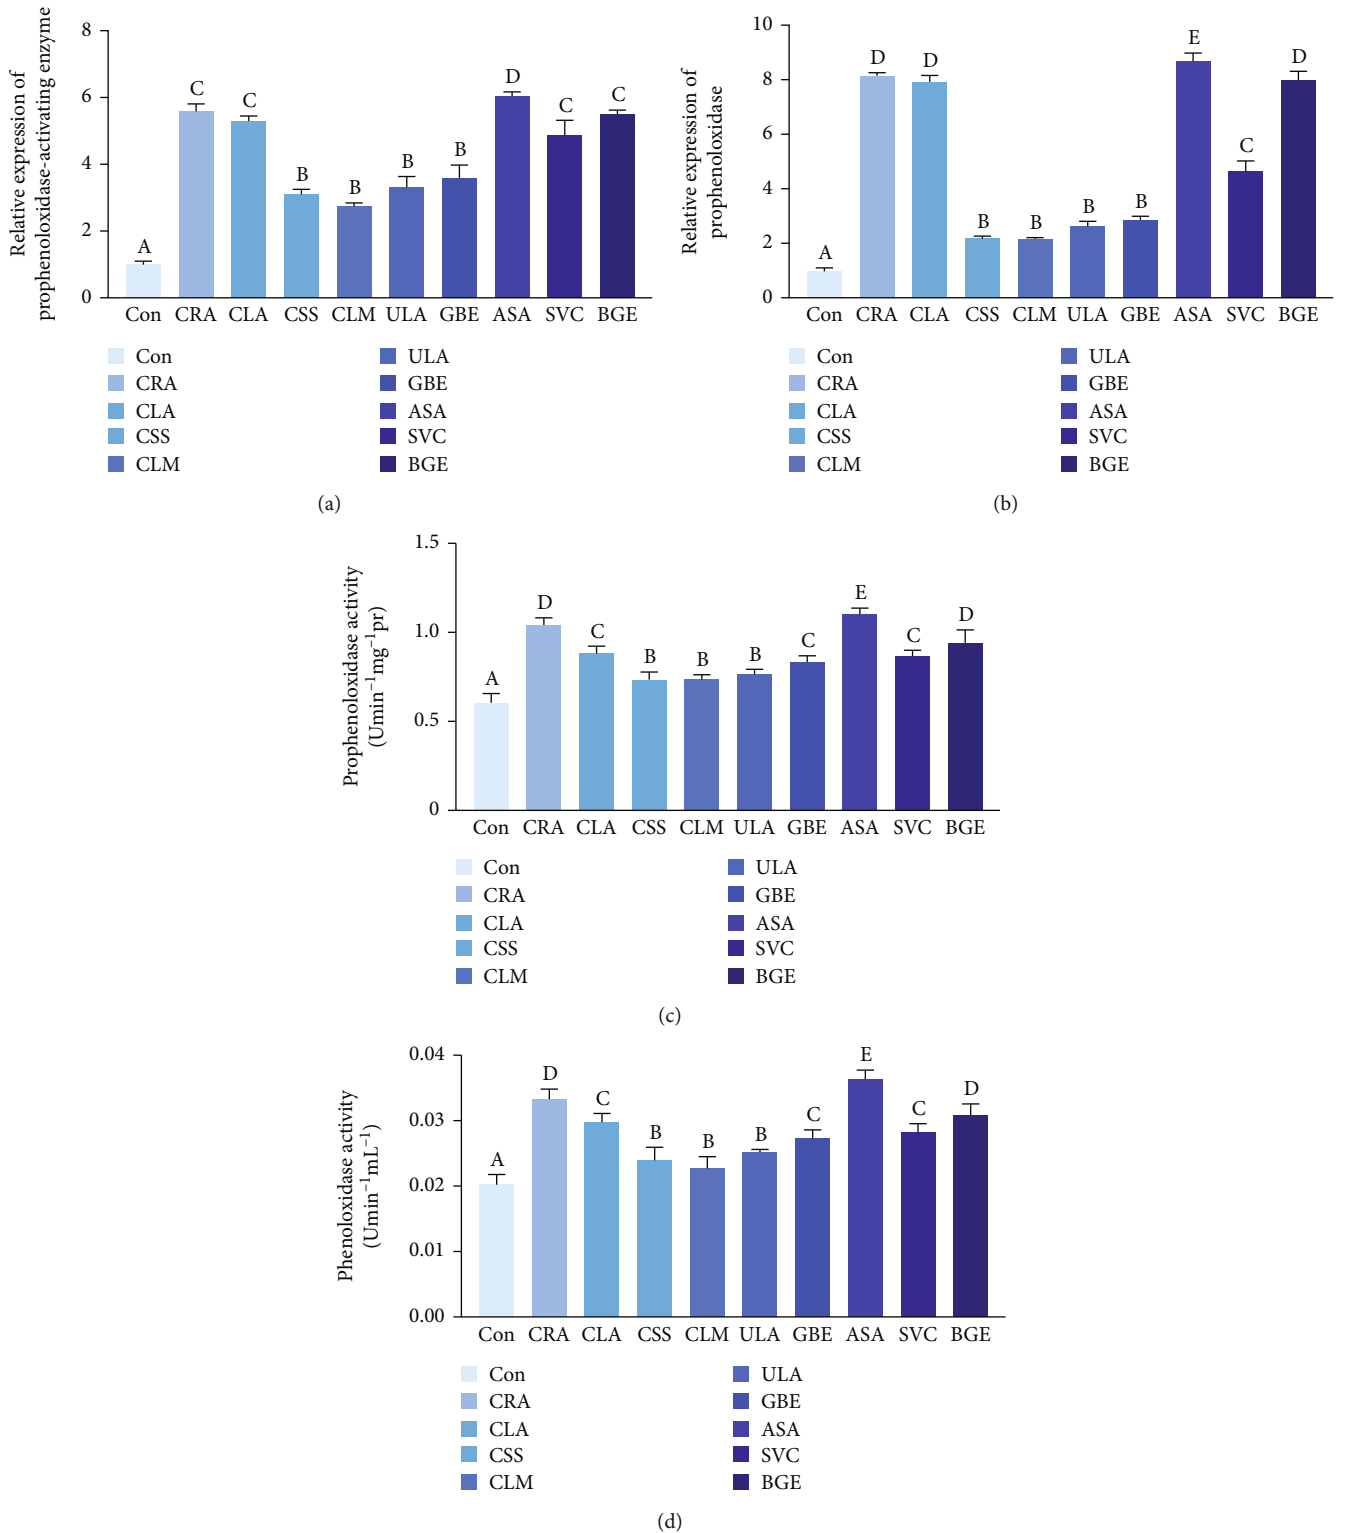 Relative expression of
prophenoloxidase-activating enzyme
8
6
4
2
0
A
C
C
B
B
B
B
D
C
C
Con CRA CLA CSS CLM ULA GBE ASA SVC BGE
Con
CRA
CLA
CSS
CLM
ULA
GBE
ASA
SVC
BGE
(a)
Relative expression of
prophenoloxidase
10
8
6
4
2
0
A
D
D
B
B
B
B
E
C
D
Con CRA CLA CSS CLM ULA GBE ASA SVC BGE
Con
CRA
CLA
CSS
CLM
ULA
GBE
ASA
SVC
BGE
(b)
Prophenoloxidase activity
(Umin⁻¹mg⁻¹pr)
1.5
1.0
0.5
0
A
D
C
B
B
B
C
E
C
D
Con CRA CLA CSS CLM ULA GBE ASA SVC BGE
Con
CRA
CLA
CSS
CLM
ULA
GBE
ASA
SVC
BGE
(c)
Phenoloxidase activity
(Umin⁻¹mL⁻¹)
0.04
0.03
0.02
0.01
0.00
A
D
C
B
B
B
C
E
C
D
Con CRA CLA CSS CLM ULA GBE ASA SVC BGE
Con
CRA
CLA
CSS
CLM
ULA
GBE
ASA
SVC
BGE
(d)